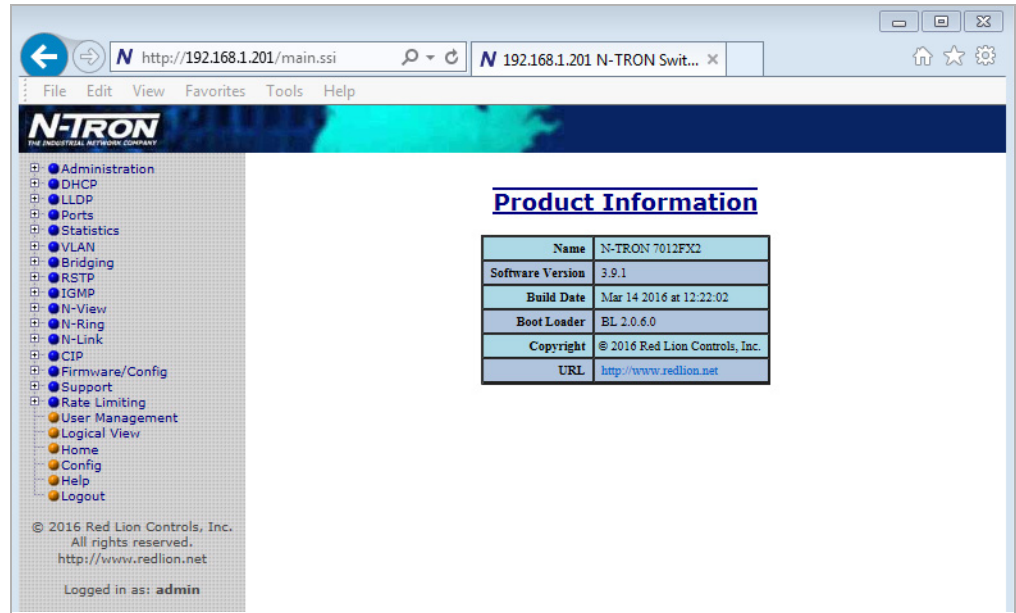 http://192.168.1.201/main.ssi
192.168.1.201 N-TRON Swit...
File Edit View Favorites Tools Help
N-TRON
THE INDUSTRIAL NETWORK COMPANY
Administration
DHCP
LLDP
Ports
Statistics
VLAN
Bridging
RSTP
IGMP
N-View
N-Ring
N-Link
CIP
Firmware/Config
Support
Rate Limiting
User Management
Logical View
Home
Config
Help
Logout
© 2016 Red Lion Controls, Inc.
All rights reserved.
http://www.redlion.net
Logged in as: admin
Product Information
Name N-TRON 7012FX2
Software Version 3.9.1
Build Date Mar 14 2016 at 12:22:02
Boot Loader BL 2.0.6.0
Copyright © 2016 Red Lion Controls, Inc.
URL http://www.redlion.net